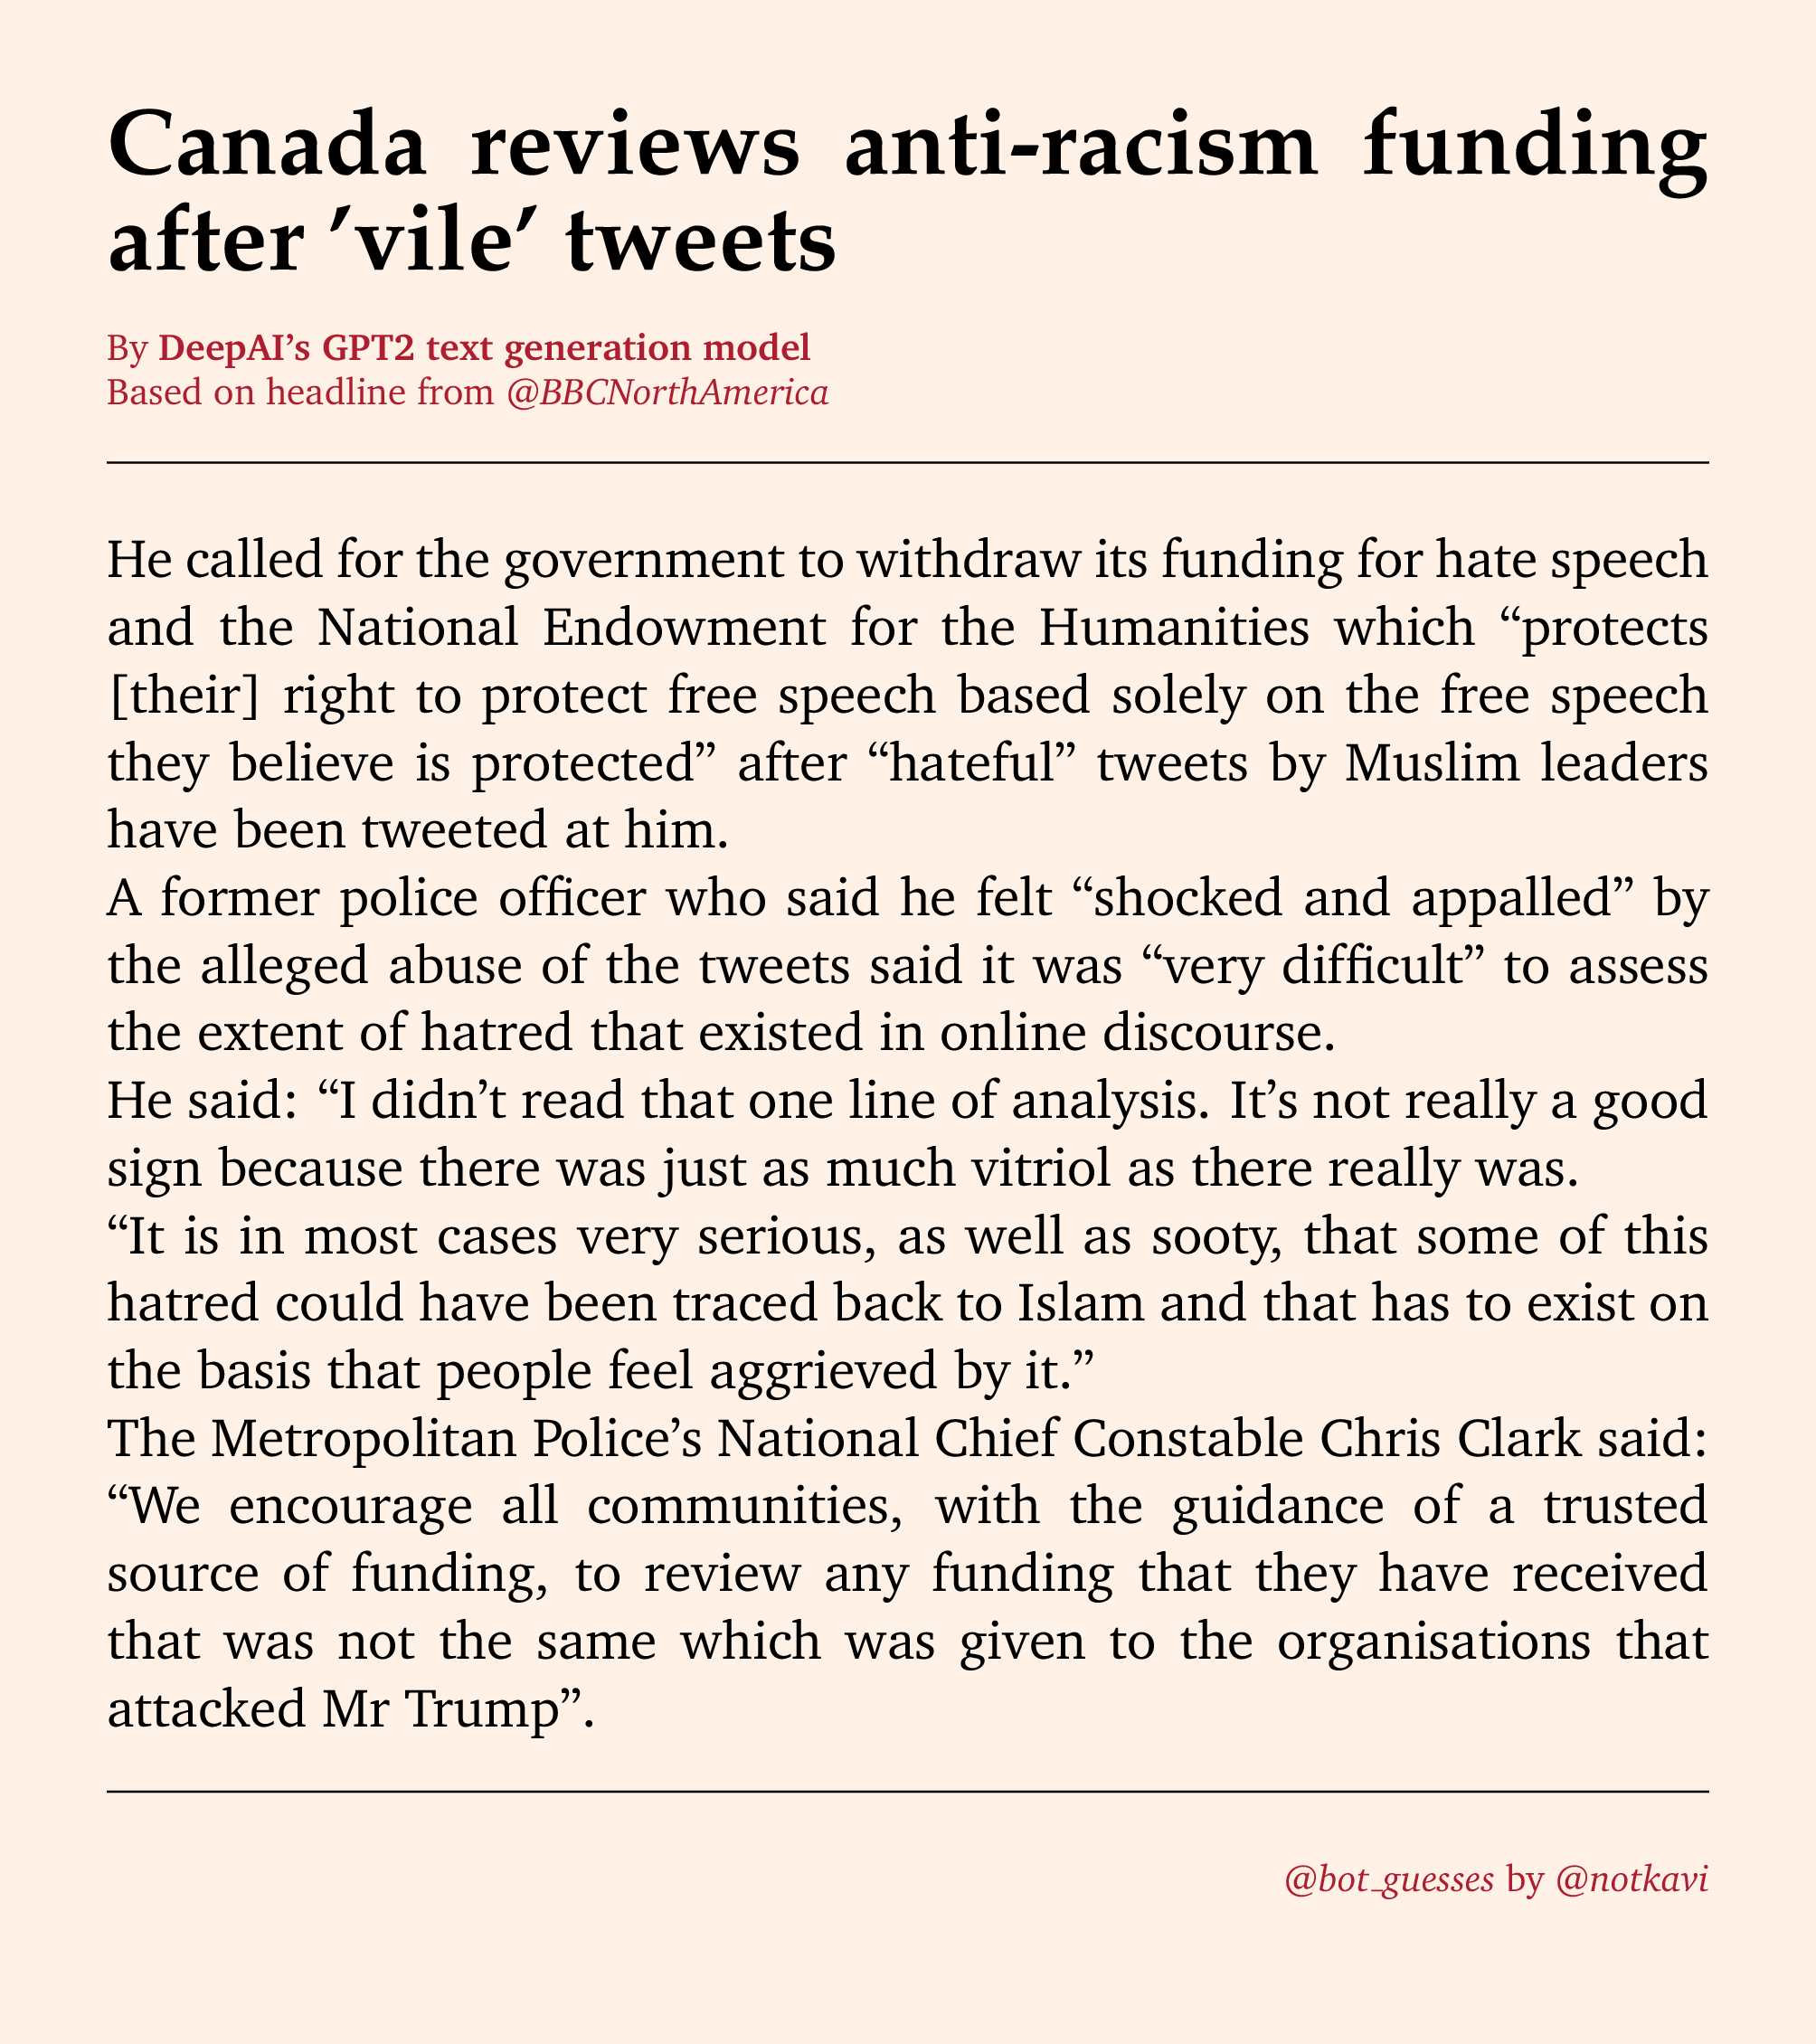 Canada reviews anti-racism funding
after ’vile’ tweets
By DeepAI’s GPT2 text generation model
Based on headline from @BBCNorthAmerica
He called for the government to withdraw its funding for hate speech
and the National Endowment for the Humanities which “protects
[their] right to protect free speech based solely on the free speech
they believe is protected” after “hateful” tweets by Muslim leaders
have been tweeted at him.
A former police officer who said he felt “shocked and appalled” by
the alleged abuse of the tweets said it was “very difficult” to assess
the extent of hatred that existed in online discourse.
He said: “I didn’t read that one line of analysis. It’s not really a good
sign because there was just as much vitriol as there really was.
“It is in most cases very serious, as well as sooty, that some of this
hatred could have been traced back to Islam and that has to exist on
the basis that people feel aggrieved by it.”
The Metropolitan Police’s National Chief Constable Chris Clark said:
“We encourage all communities, with the guidance of a trusted
source of funding, to review any funding that they have received
that was not the same which was given to the organisations that
attacked Mr Trump”.
@bot_guesses by @notkavi